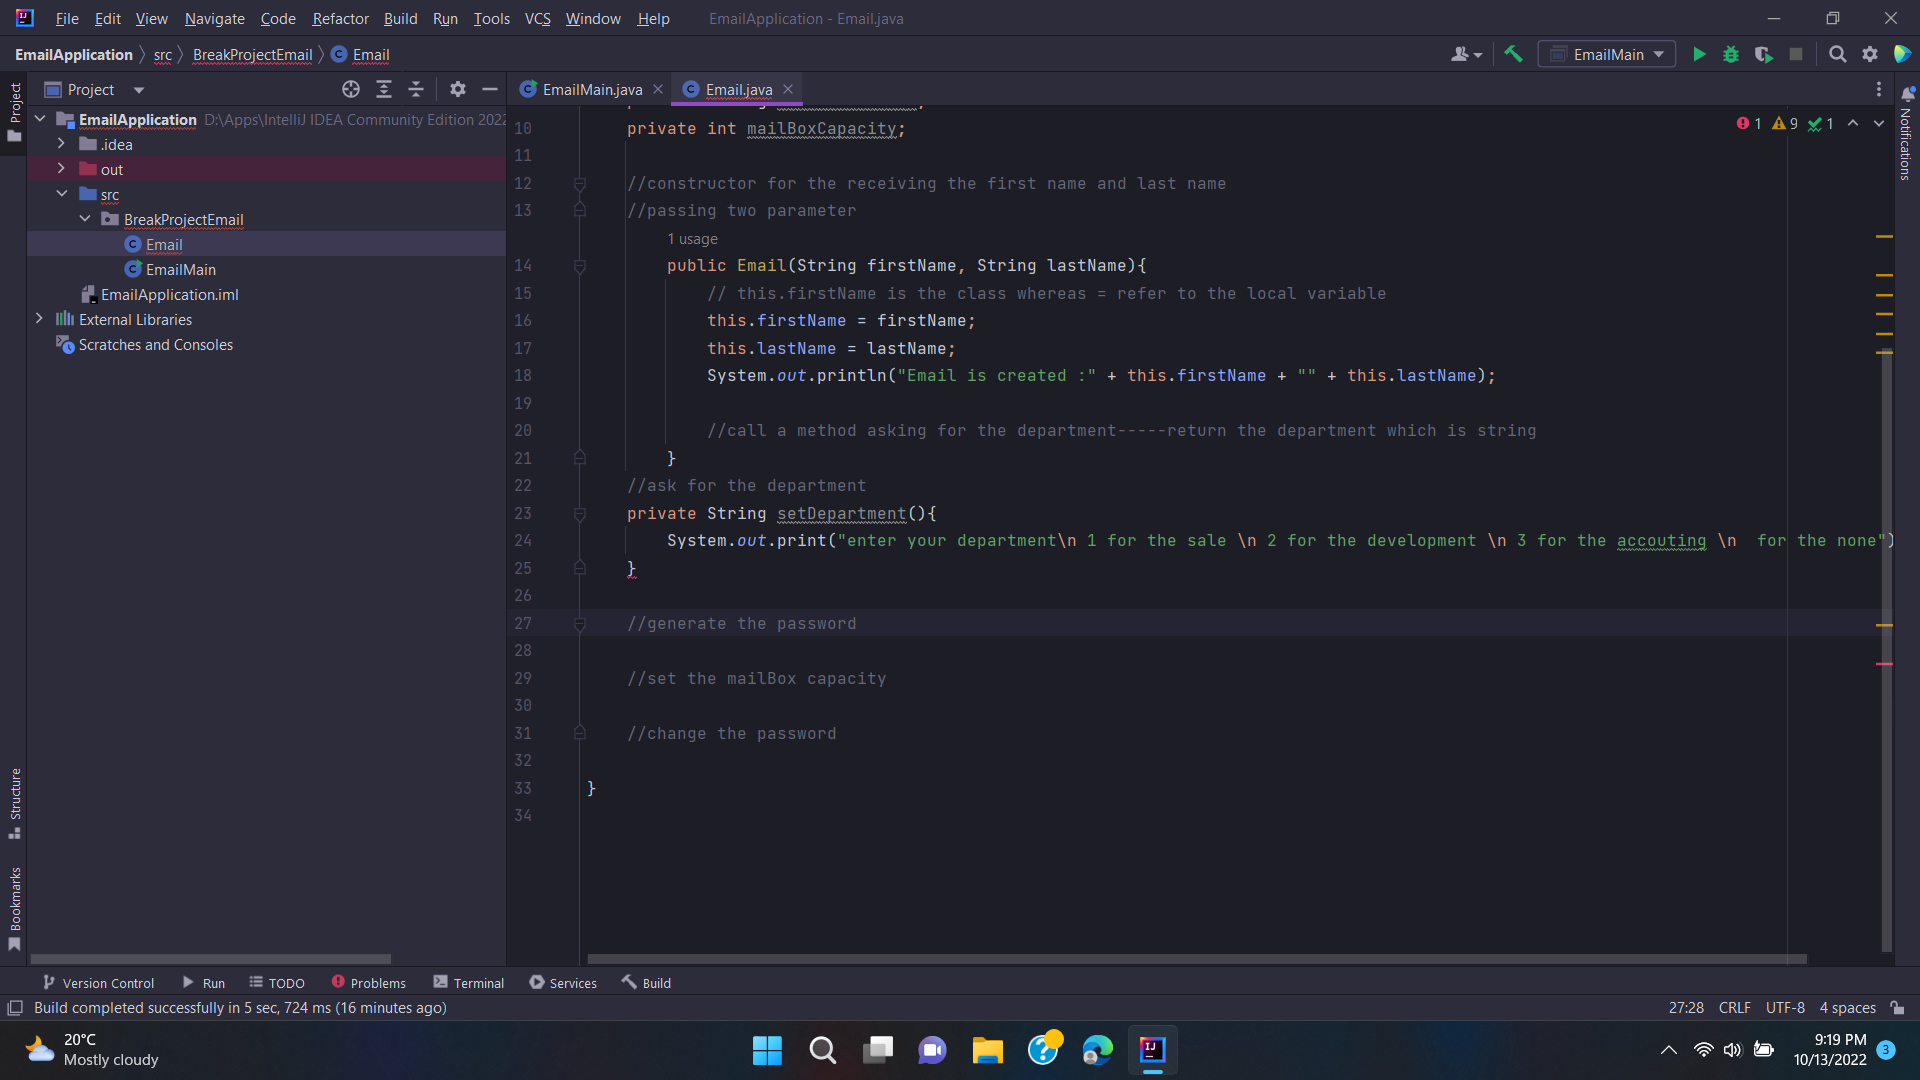 File Edit View Navigate Code Refactor Build Run Tools VCS Window Help EmailApplication - Email.java
EmailApplication src BreakProjectEmail Email
EmailMain
Project
EmailMain.java
Email.java
Project
Notifications
Structure
Bookmarks
EmailApplication D:\Apps\IntelliJ IDEA Community Edition 2022
.idea
out
src
BreakProjectEmail
Email
EmailMain
EmailApplication.iml
External Libraries
Scratches and Consoles
1 9 1
10 private int mailBoxCapacity;
11
12 //constructor for the receiving the first name and last name
13 //passing two parameter
1 usage
14 public Email(String firstName, String lastName){
15 // this.firstName is the class whereas = refer to the local variable
16 this.firstName = firstName;
17 this.lastName = lastName;
18 System.out.println("Email is created :" + this.firstName + "" + this.lastName);
19
20 //call a method asking for the department-----return the department which is string
21 }
22 //ask for the department
23 private String setDepartment(){
24 System.out.print("enter your department\n 1 for the sale \n 2 for the development \n 3 for the accouting \n  for the none")
25 }
26
27 //generate the password
28
29 //set the mailBox capacity
30
31 //change the password
32
33 }
34
Version Control Run TODO Problems Terminal Services Build
Build completed successfully in 5 sec, 724 ms (16 minutes ago)
27:28 CRLF UTF-8 4 spaces
20°C
Mostly cloudy
9:19 PM
10/13/2022
3